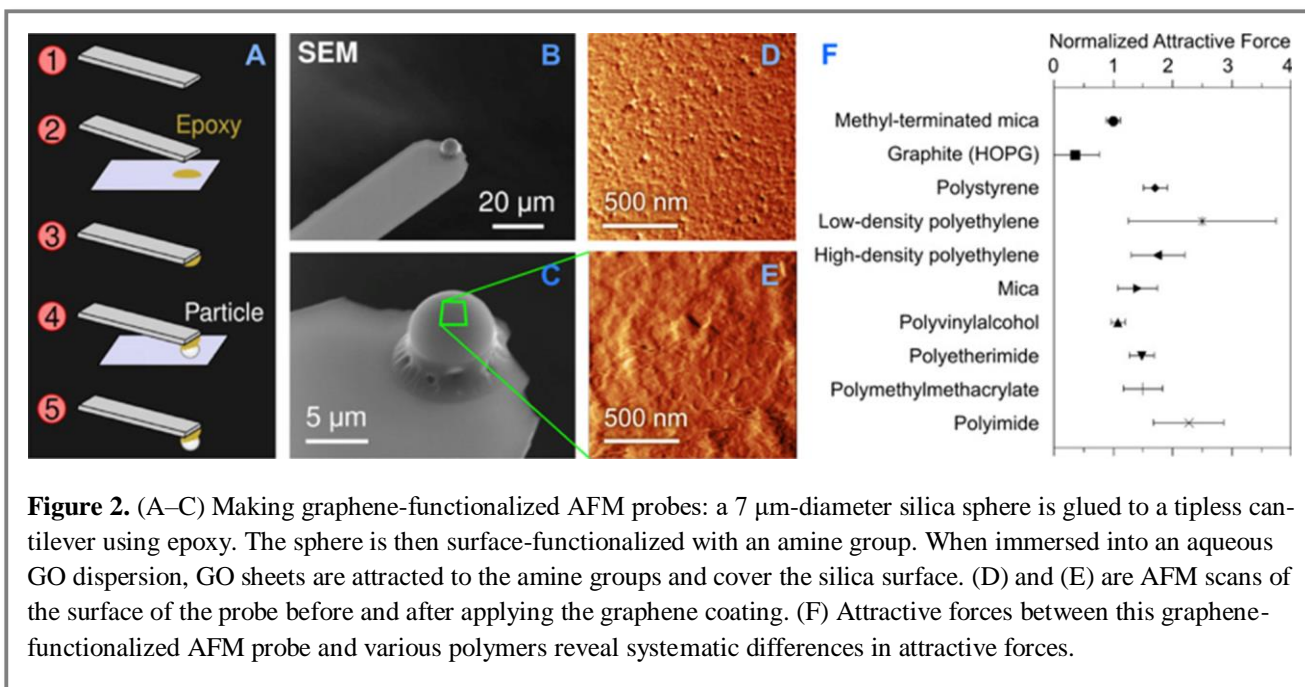 1
A
2
Epoxy
3
4
Particle
5
SEM
B
20 μm
C
5 μm
D
500 nm
E
500 nm
F
Normalized Attractive Force
0 1 2 3 4
Methyl-terminated mica
Graphite (HOPG)
Polystyrene
Low-density polyethylene
High-density polyethylene
Mica
Polyvinylalcohol
Polyetherimide
Polymethylmethacrylate
Polyimide
Figure 2. (A–C) Making graphene-functionalized AFM probes: a 7 μm-diameter silica sphere is glued to a tipless can-
tilever using epoxy. The sphere is then surface-functionalized with an amine group. When immersed into an aqueous
GO dispersion, GO sheets are attracted to the amine groups and cover the silica surface. (D) and (E) are AFM scans of
the surface of the probe before and after applying the graphene coating. (F) Attractive forces between this graphene-
functionalized AFM probe and various polymers reveal systematic differences in attractive forces.